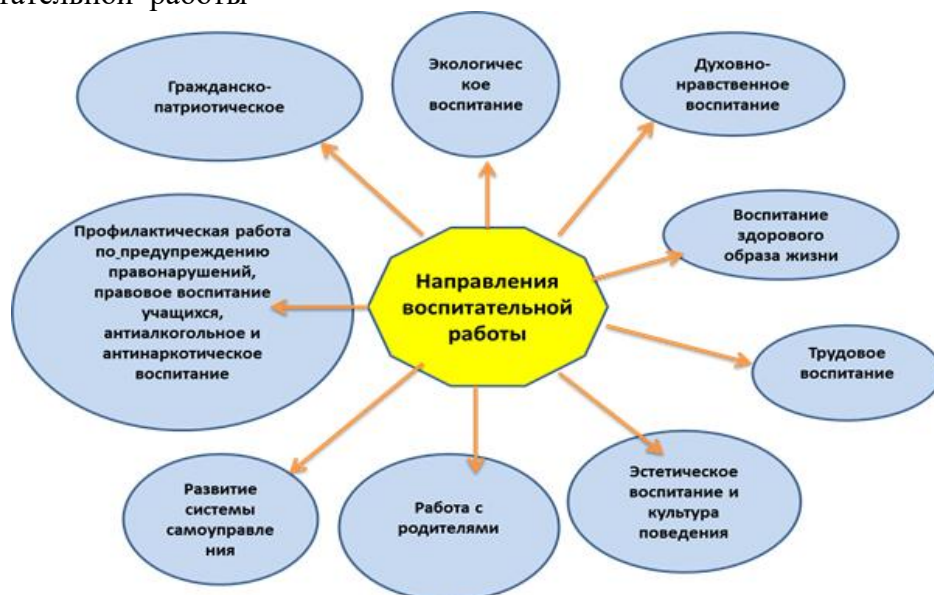 работы
Гражданско-
патриотическое
Экологичес
кое
воспитание
Духовно-
нравственное
воспитание
Профилактическая работа
по предупреждению
правонарушений,
правовое воспитание
учащихся,
антиалкогольное и
антинаркотическое
воспитание
Направления
воспитательной
работы
Воспитание
здорового
образа жизни
Трудовое
воспитание
Развитие
системы
самоуправле
ния
Работа с
родителями
Эстетическое
воспитание и
культура
поведения